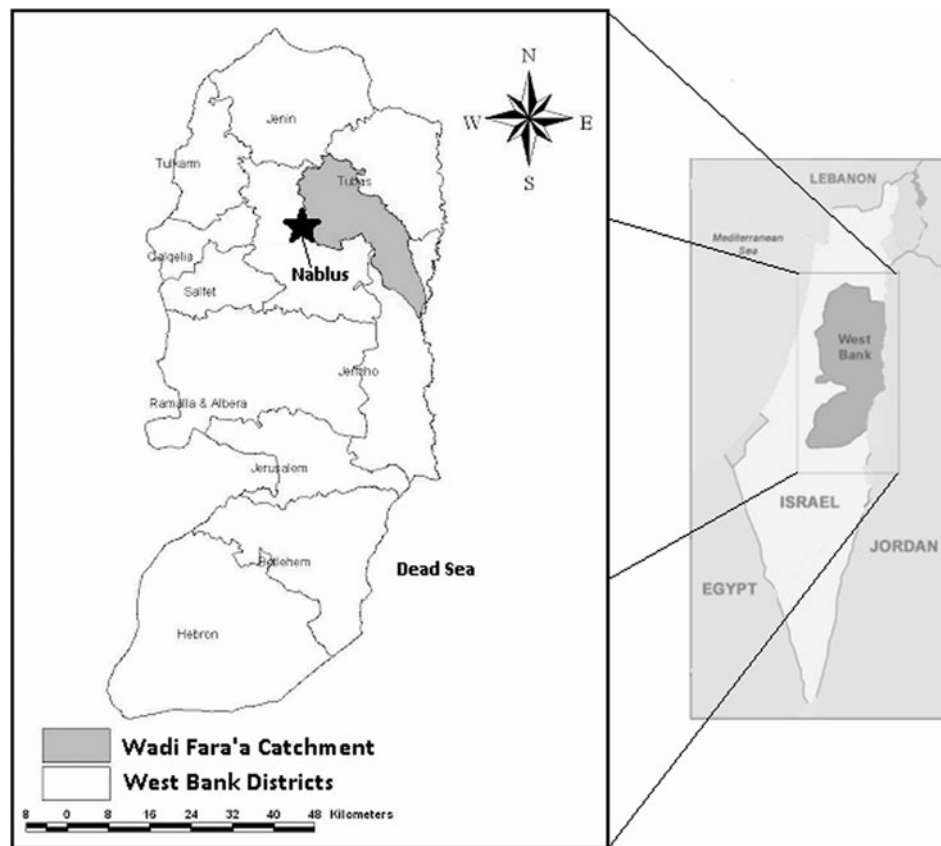 N
W E
S
Jenin
Tulkarm
Tubas
Nablus
Qalqelia
Salfet
Jericho
Ramalla & Albera
Jerusalem
Dead Sea
Betlehem
Hebron
Wadi Fara'a Catchment
West Bank Districts
8 0 8 16 24 32 40 48 Kilometers
LEBANON
Mediterranean
Sea
West
Bank
ISRAEL
JORDAN
EGYPT